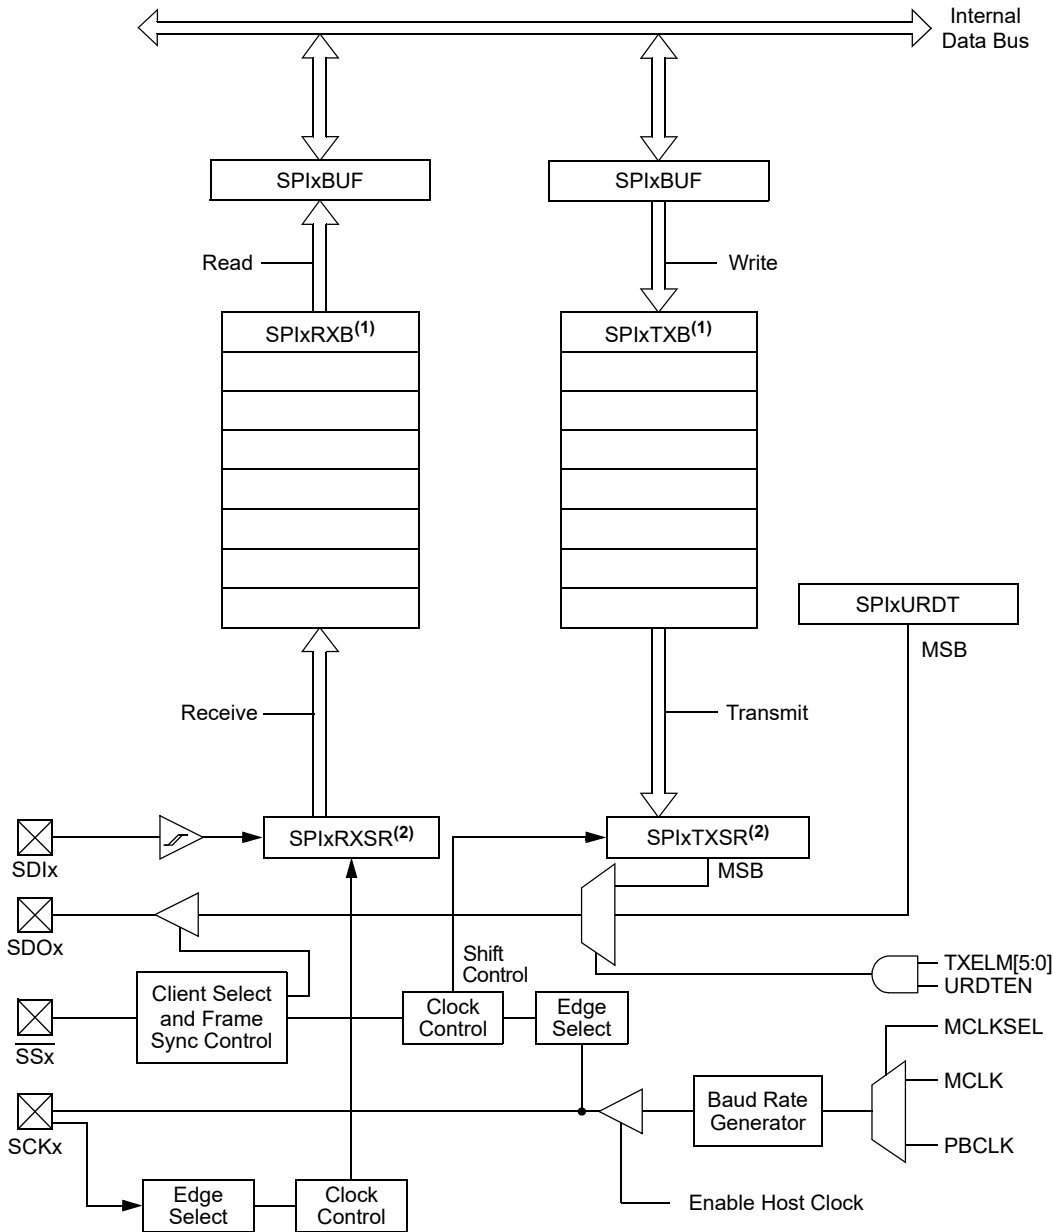 Internal
Data Bus
SPIxBUF
SPIxBUF
Read
Write
SPIxRXB(1)
SPIxTXB(1)
SPIxURDT
MSB
Receive
Transmit
SDIx
SPIxRXSR(2)
SPIxTXSR(2)
MSB
SDOx
Shift
Control
TXELM[5:0]
URDTEN
Client Select
and Frame
Sync Control
Clock
Control
Edge
Select
SSx
MCLKSEL
MCLK
Baud Rate
Generator
PBCLK
SCKx
Edge
Select
Clock
Control
Enable Host Clock